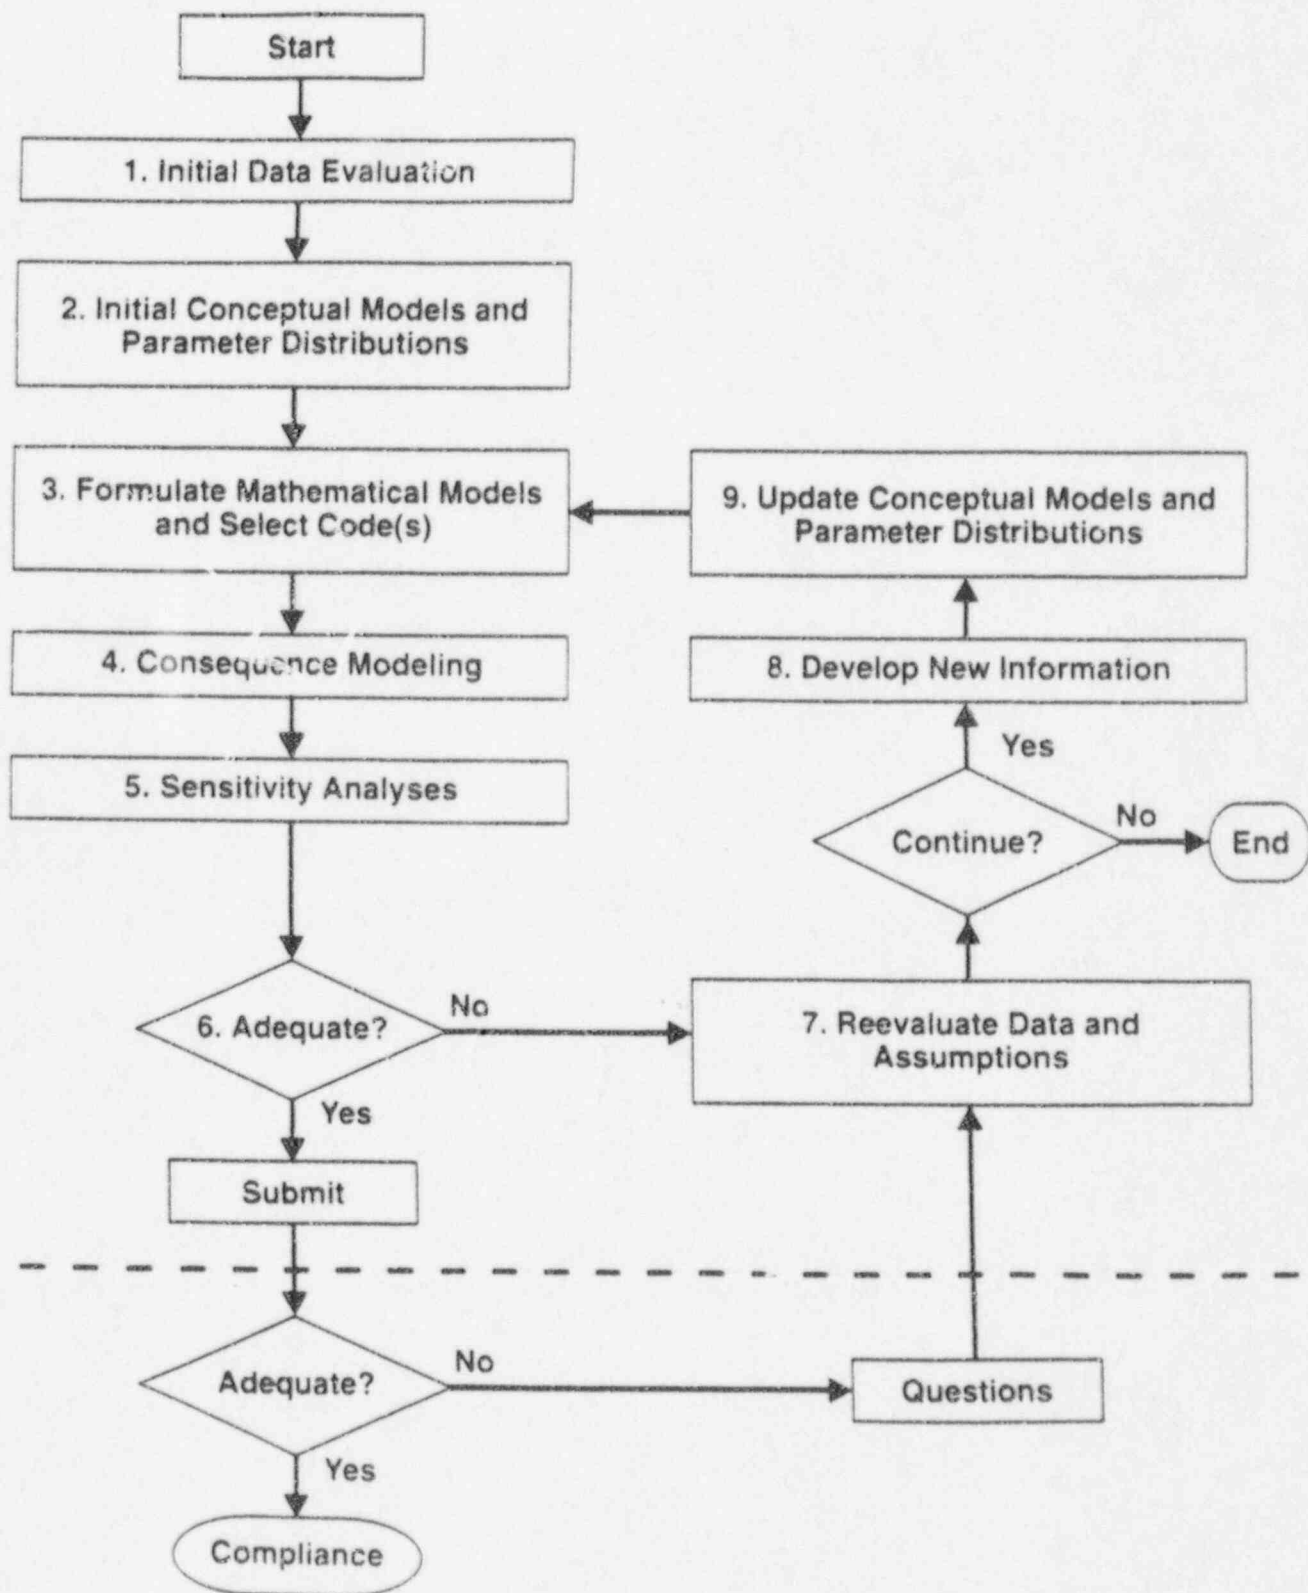 Start
1. Initial Data Evaluation
2. Initial Conceptual Models and
Parameter Distributions
3. Formulate Mathematical Models
and Select Code(s)
9. Update Conceptual Models and
Parameter Distributions
4. Consequence Modeling
8. Develop New Information
5. Sensitivity Analyses
Yes
Continue?
No
End
6. Adequate?
No
7. Reevaluate Data and
Assumptions
Yes
Submit
Adequate?
No
Questions
Yes
Compliance